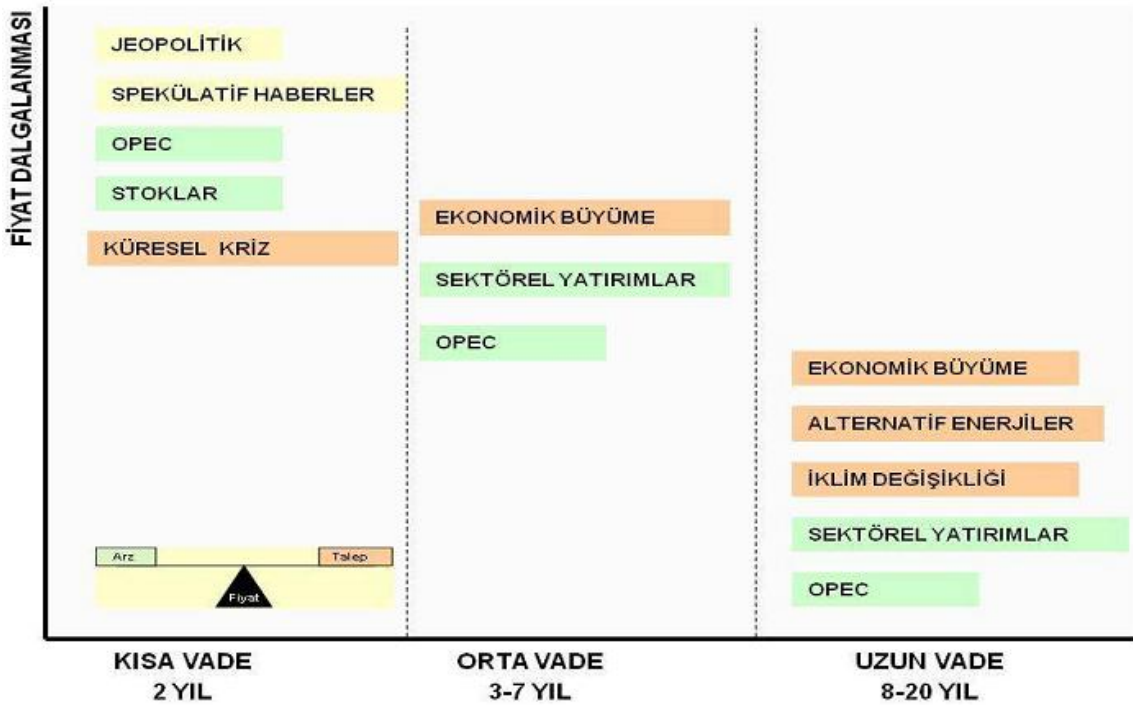 FİYAT DALGALANMASI
JEOPOLİTİK
SPEKÜLATİF HABERLER
OPEC
STOKLAR
KÜRESEL KRİZ
EKONOMİK BÜYÜME
SEKTÖREL YATIRIMLAR
OPEC
EKONOMİK BÜYÜME
ALTERNATİF ENERJİLER
İKLİM DEĞİŞİKLİĞİ
SEKTÖREL YATIRIMLAR
OPEC
Arz
Talep
Fiyat
KISA VADE
2 YIL
ORTA VADE
3-7 YIL
UZUN VADE
8-20 YIL